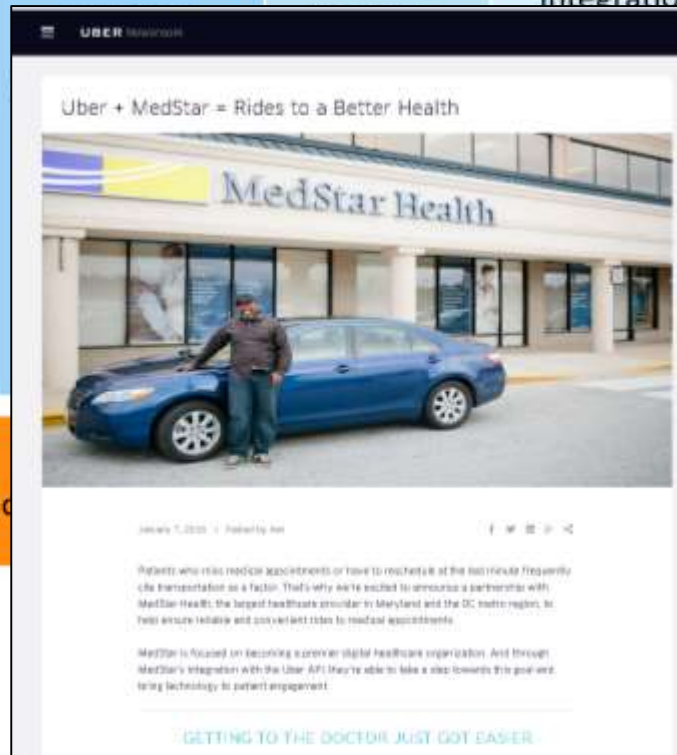 UBER Newsroom
Uber + MedStar = Rides to a Better Health
MedStar Health
January 7, 2016
Patients who miss medical appointments or have to reschedule at the last minute frequently
cite transportation as a factor. That's why we're excited to announce a partnership with
MedStar Health, the largest healthcare provider in Maryland and the DC metro region, to
help ensure reliable and convenient rides to medical appointments.
MedStar is focused on becoming a premier digital healthcare organization. And through
MedStar's integration with the Uber API, they're able to take a step towards this goal and
bring technology to patient engagement.
GETTING TO THE DOCTOR JUST GOT EASIER